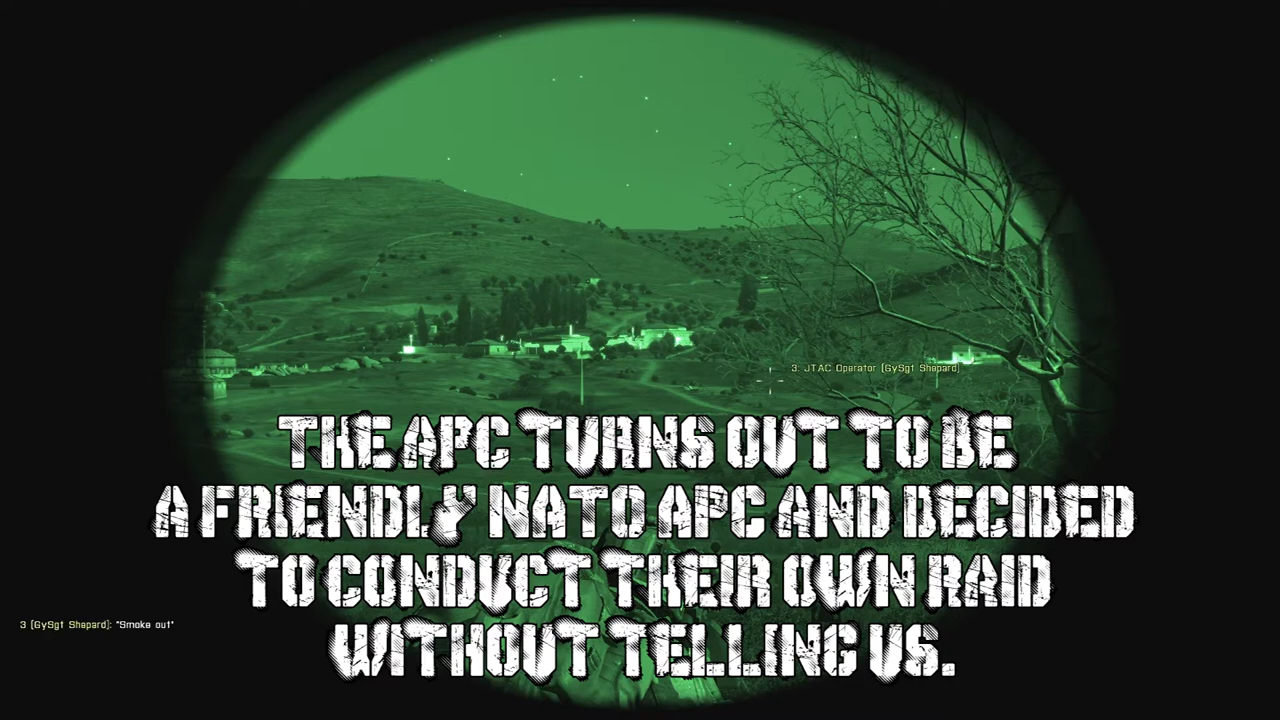 3: JTAC Operator (GySgt Shepard)
THE APC TURNS OUT TO BE
A FRIENDLY NATO APC AND DECIDED
TO CONDUCT THEIR OWN RAID
3 (GySgt Shepard): "Smoke out"
WITHOUT TELLING US.